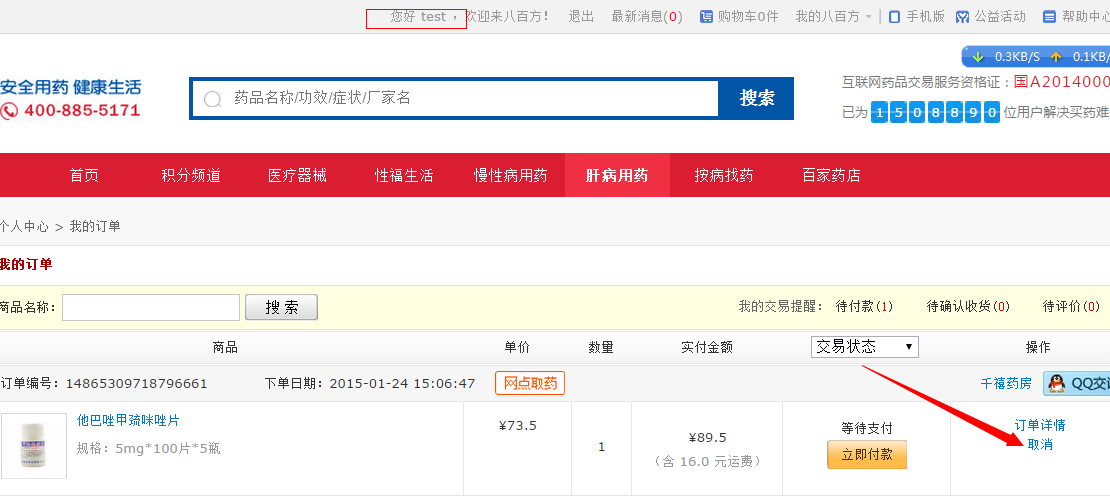 您好 test ， 欢迎来八百方! 退出 最新消息(0) 购物车0件 我的八百方 手机版 公益活动 帮助中心
0.3KB/S 0.1KB/
安全用药 健康生活
互联网药品交易服务资格证：国A2014000
药品名称/功效/症状/厂家名 搜索
400-885-5171
已为 1508890 位用户解决买药难
首页 积分频道 医疗器械 性福生活 慢性病用药 肝病用药 按病找药 百家药店
个人中心 > 我的订单
我的订单
商品名称: 搜 索 我的交易提醒: 待付款(1) 待确认收货(0) 待评价(0)
商品 单价 数量 实付金额 交易状态 操作
订单编号: 14865309718796661 下单日期: 2015-01-24 15:06:47 网点取药 千禧药房 QQ交
他巴唑甲巯咪唑片 ¥73.5 1 ¥89.5 等待支付 订单详情
规格: 5mg*100片*5瓶 （含 16.0 元运费） 立即付款 取消